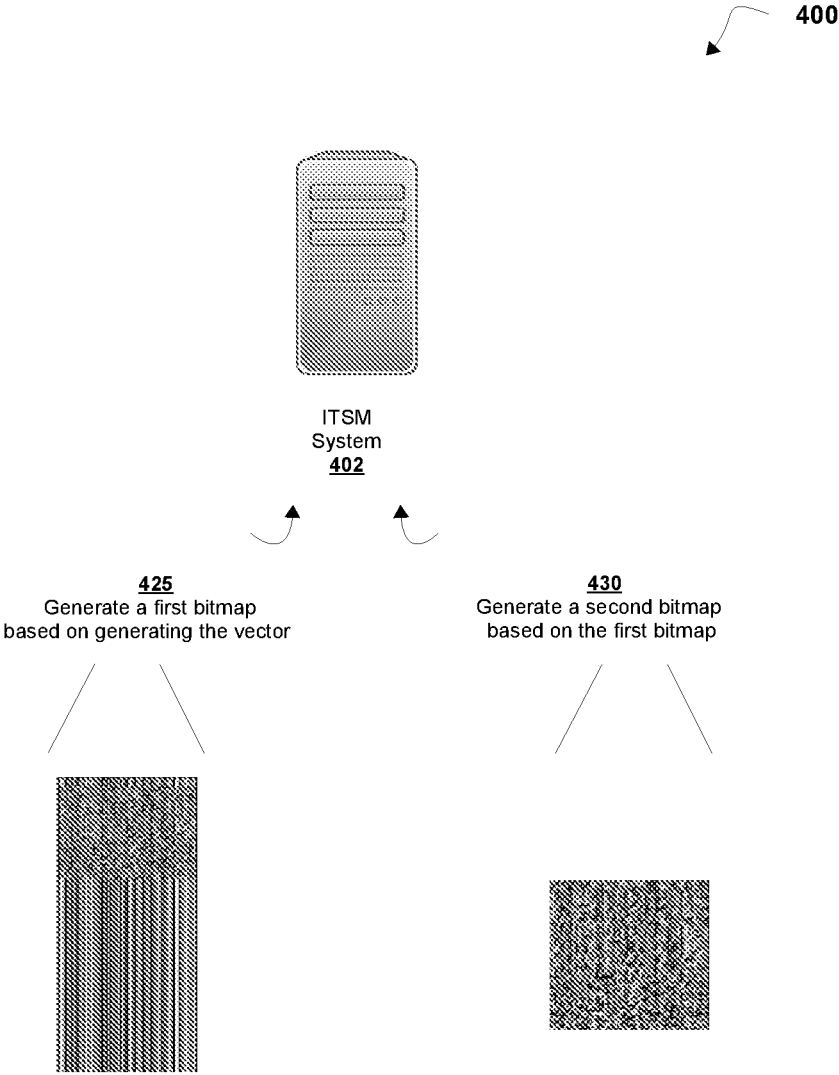 400
ITSM
System
402
425
Generate a first bitmap
based on generating the vector
430
Generate a second bitmap
based on the first bitmap